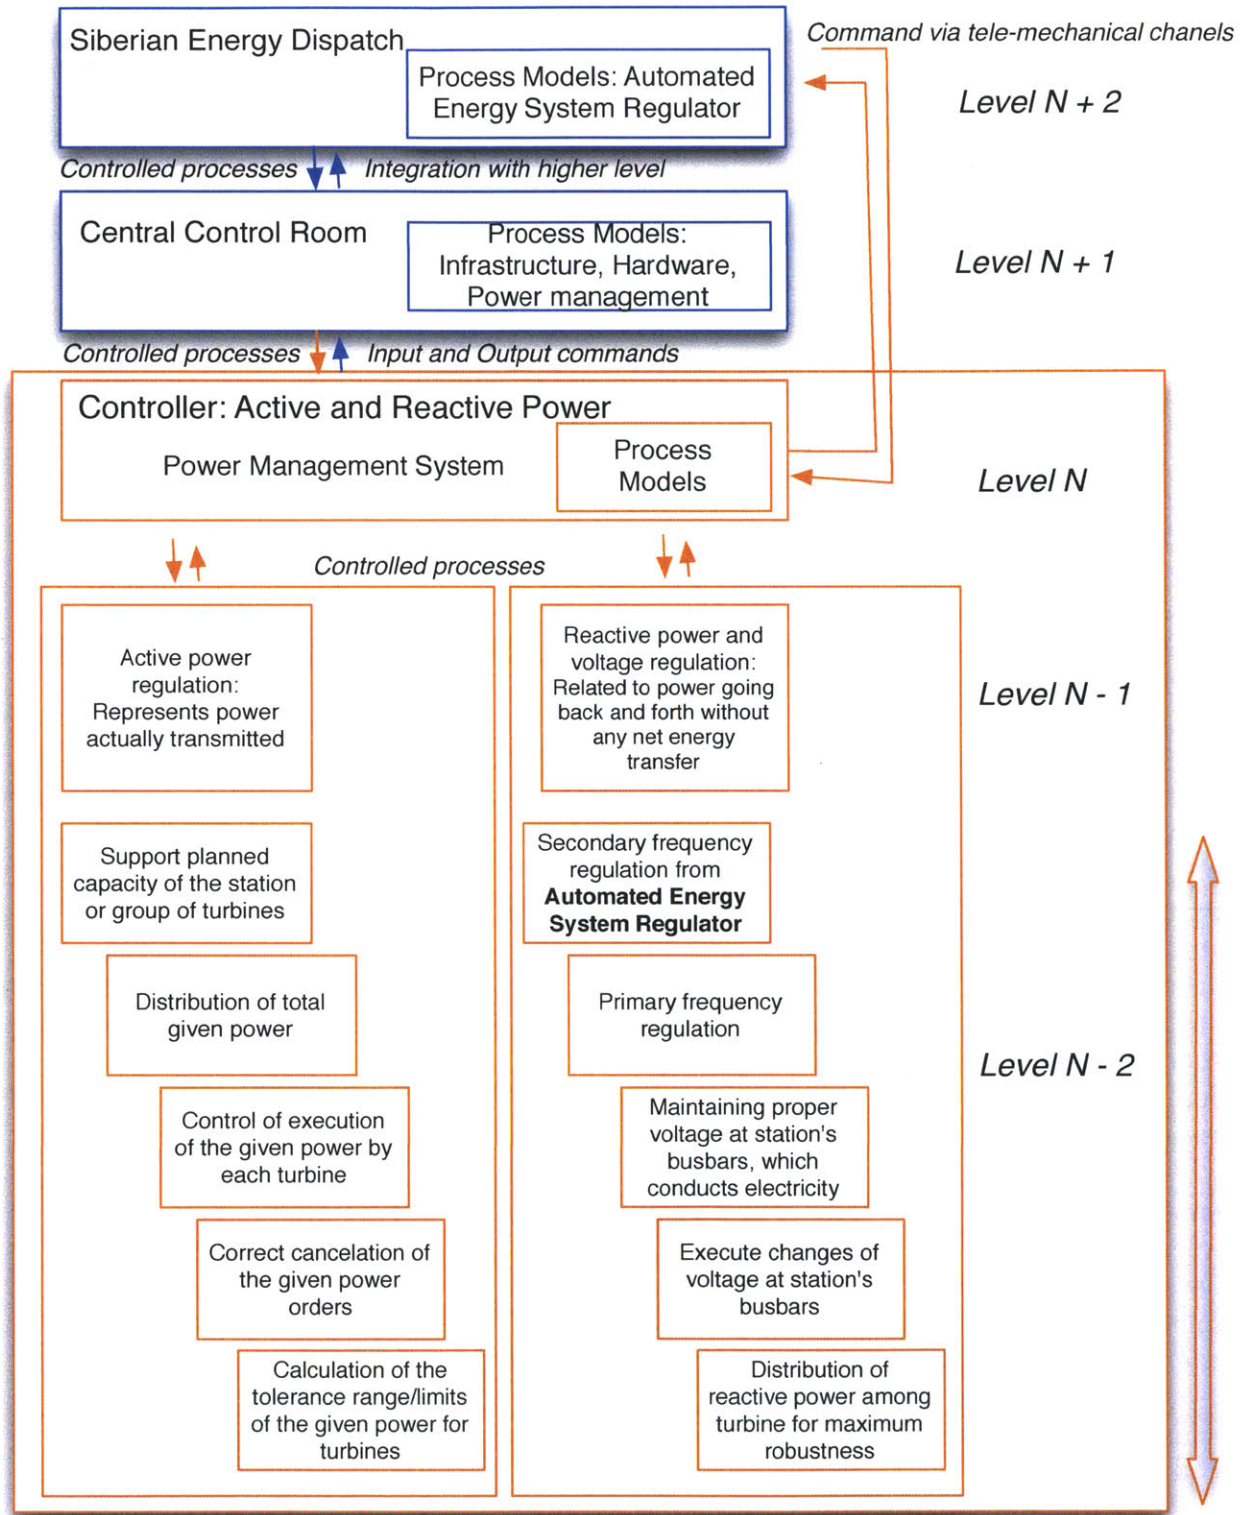 Siberian Energy Dispatch
Command via tele-mechanical chanels
Process Models: Automated
Energy System Regulator
Level N + 2
Controlled processes
Integration with higher level
Central Control Room
Process Models:
Infrastructure, Hardware,
Power management
Level N + 1
Controlled processes
Input and Output commands
Controller: Active and Reactive Power
Power Management System
Process
Models
Level N
Controlled processes
Active power
regulation:
Represents power
actually transmitted
Reactive power and
voltage regulation:
Related to power going
back and forth without
any net energy
transfer
Level N - 1
Support planned
capacity of the station
or group of turbines
Secondary frequency
regulation from
Automated Energy
System Regulator
Distribution of total
given power
Primary frequency
regulation
Level N - 2
Control of execution
of the given power by
each turbine
Maintaining proper
voltage at station's
busbars, which
conducts electricity
Correct cancelation of
the given power
orders
Execute changes of
voltage at station's
busbars
Calculation of the
tolerance range/limits
of the given power for
turbines
Distribution of
reactive power among
turbine for maximum
robustness